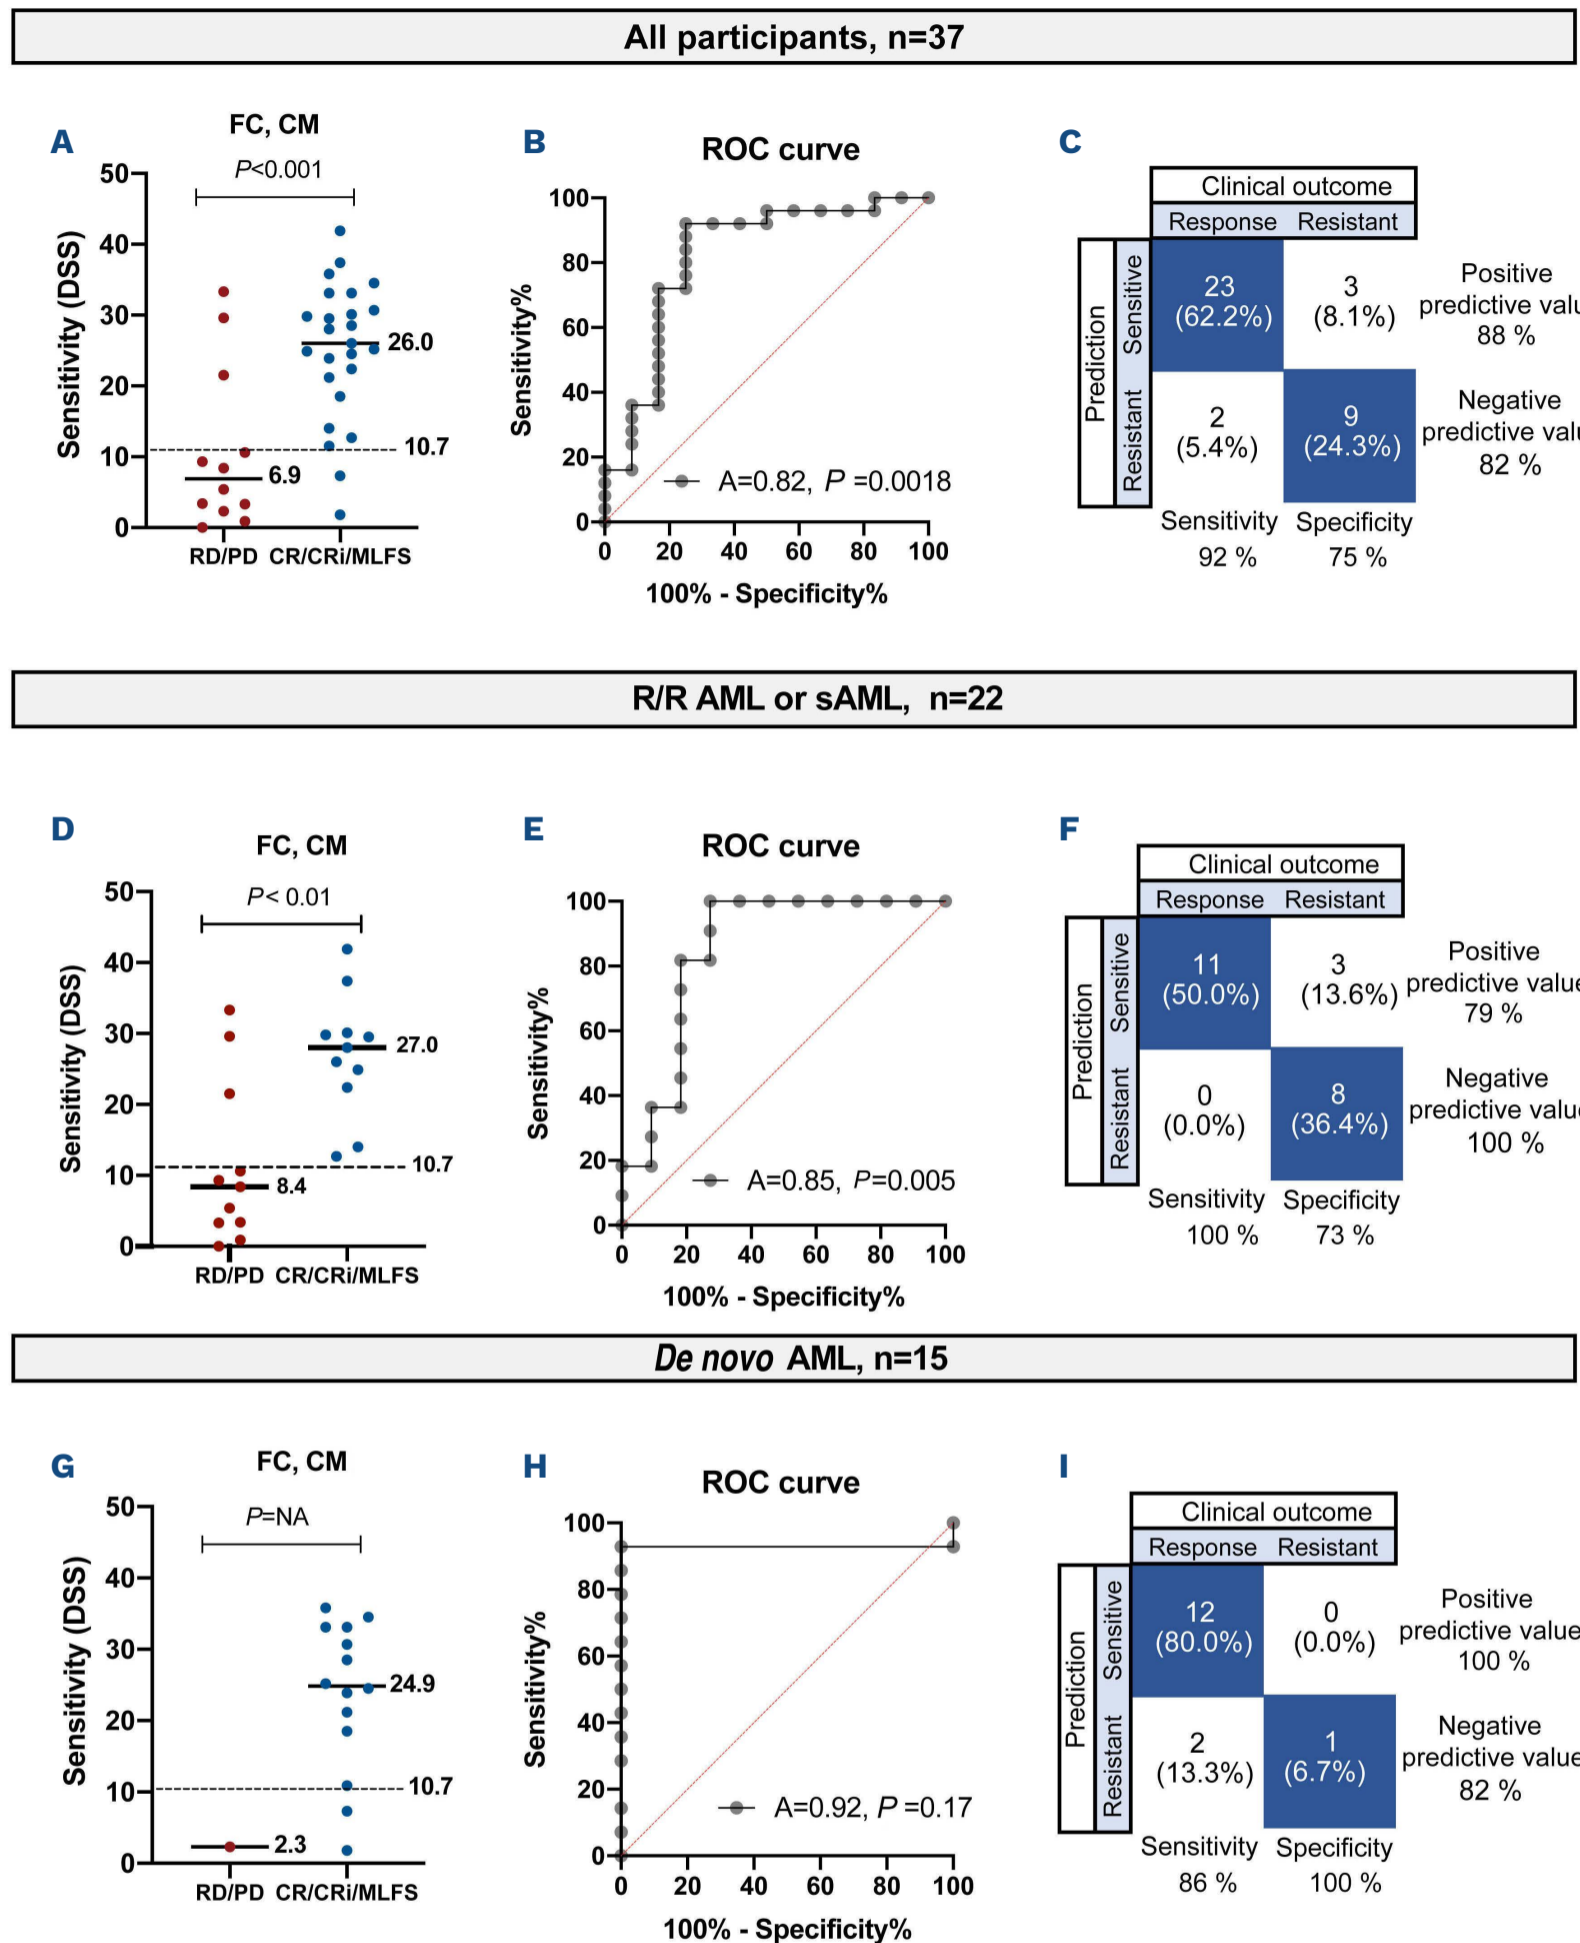 All participants, n=37
A
FC, CM
P<0.001
Sensitivity (DSS)
50
40
30
20
10
0
26.0
10.7
6.9
RD/PD CR/CRi/MLFS
B
ROC curve
Sensitivity%
100
80
60
40
20
0
A=0.82, P =0.0018
0 20 40 60 80 100
100% - Specificity%
C
Clinical outcome
Response Resistant
Prediction
Sensitive
Resistant
23
(62.2%)
3
(8.1%)
Positive
predictive valu
88 %
2
(5.4%)
9
(24.3%)
Negative
predictive valu
82 %
Sensitivity
92 %
Specificity
75 %
R/R AML or sAML, n=22
D
FC, CM
P< 0.01
Sensitivity (DSS)
50
40
30
20
10
0
27.0
10.7
8.4
RD/PD CR/CRi/MLFS
E
ROC curve
Sensitivity%
100
80
60
40
20
0
A=0.85, P=0.005
0 20 40 60 80 100
100% - Specificity%
F
Clinical outcome
Response Resistant
Prediction
Sensitive
Resistant
11
(50.0%)
3
(13.6%)
Positive
predictive value
79 %
0
(0.0%)
8
(36.4%)
Negative
predictive value
100 %
Sensitivity
100 %
Specificity
73 %
De novo AML, n=15
G
FC, CM
P=NA
Sensitivity (DSS)
50
40
30
20
10
0
24.9
10.7
2.3
RD/PD CR/CRi/MLFS
H
ROC curve
Sensitivity%
100
80
60
40
20
0
A=0.92, P =0.17
0 20 40 60 80 100
100% - Specificity%
I
Clinical outcome
Response Resistant
Prediction
Sensitive
Resistant
12
(80.0%)
0
(0.0%)
Positive
predictive value
100 %
2
(13.3%)
1
(6.7%)
Negative
predictive value
82 %
Sensitivity
86 %
Specificity
100 %